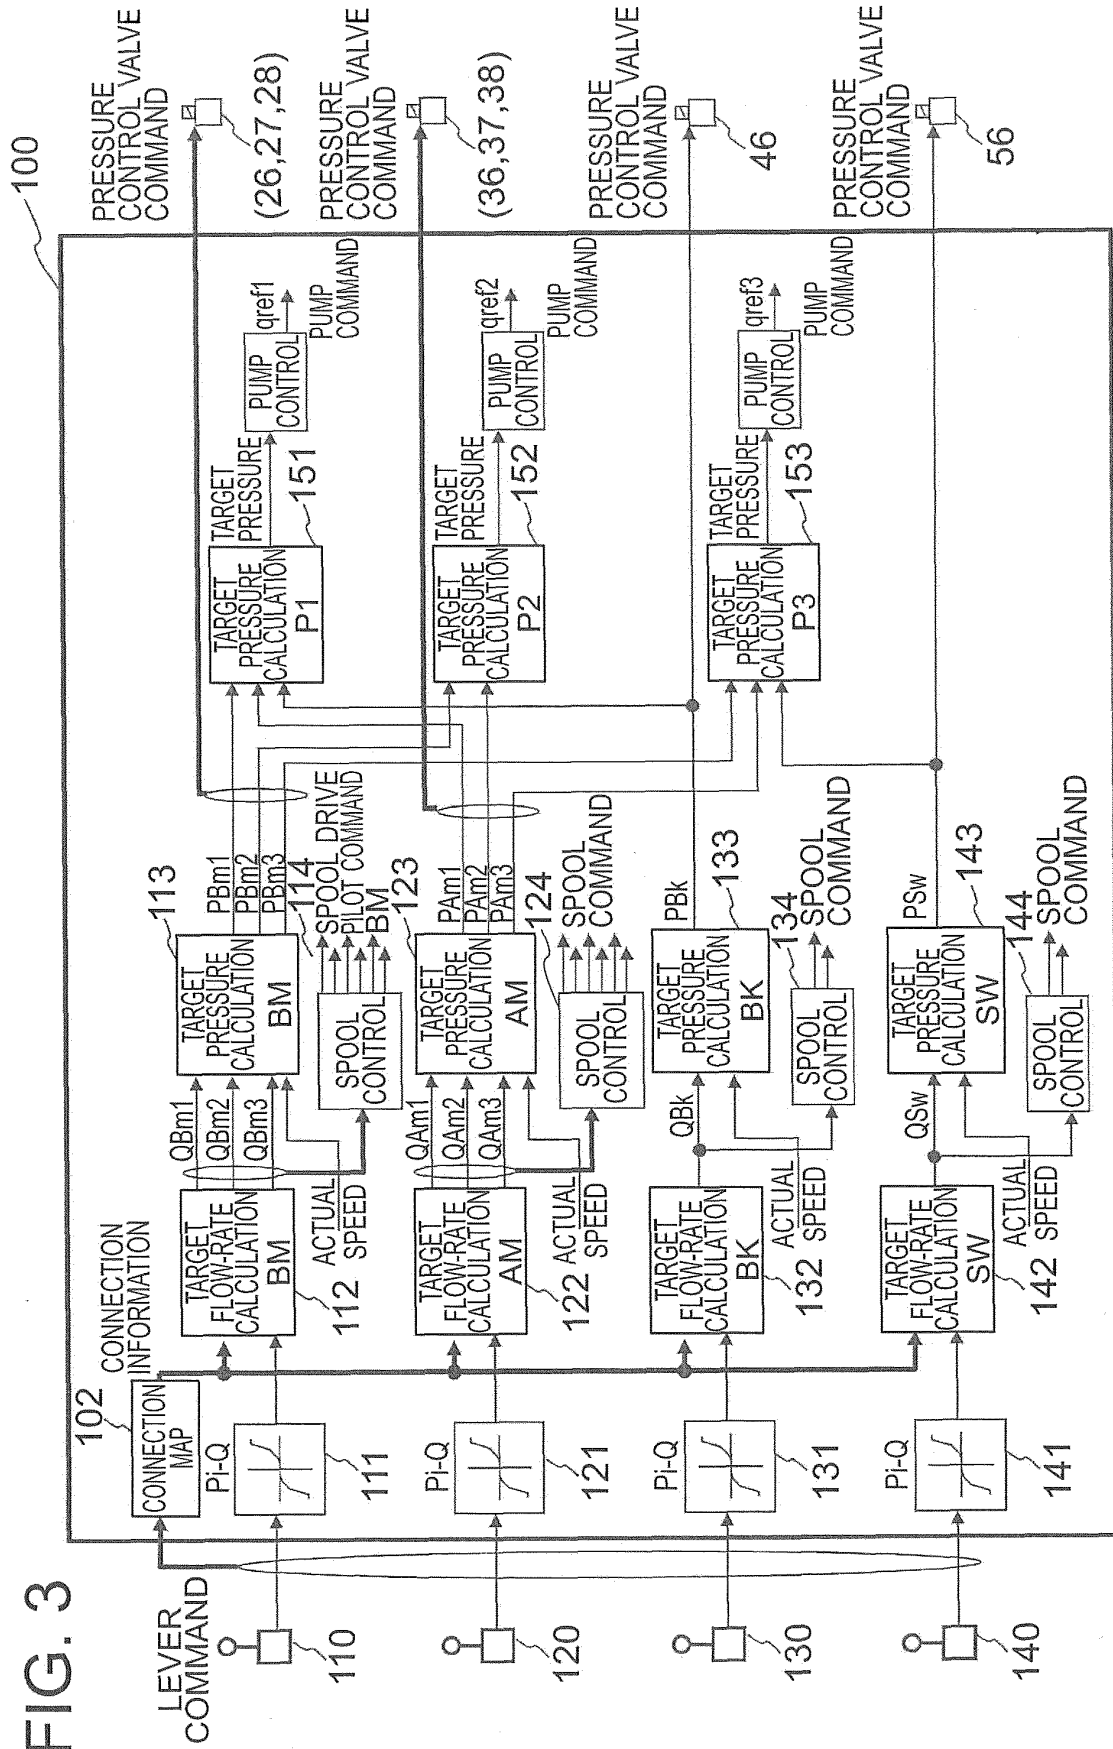 FIG. 3
100
LEVER
COMMAND
110
120
130
140
102
CONNECTION
MAP
CONNECTION
INFORMATION
Pi-Q
111
TARGET
FLOW-RATE
CALCULATION
BM
112
QBm1
QBm2
QBm3
ACTUAL
SPEED
TARGET
PRESSURE
CALCULATION
BM
113
PBm1
PBm2
PBm3
SPOOL
CONTROL
114
SPOOL DRIVE
PILOT COMMAND
BM
TARGET
PRESSURE
CALCULATION
P1
151
TARGET
PRESSURE
PUMP
CONTROL
qref1
PUMP
COMMAND
PRESSURE
CONTROL VALVE
COMMAND
(26,27,28)
Pi-Q
121
TARGET
FLOW-RATE
CALCULATION
AM
122
QAm1
QAm2
QAm3
ACTUAL
SPEED
TARGET
PRESSURE
CALCULATION
AM
123
PAm1
PAm2
PAm3
SPOOL
CONTROL
124
SPOOL
COMMAND
TARGET
PRESSURE
CALCULATION
P2
152
TARGET
PRESSURE
PUMP
CONTROL
qref2
PUMP
COMMAND
PRESSURE
CONTROL VALVE
COMMAND
(36,37,38)
Pi-Q
131
TARGET
FLOW-RATE
CALCULATION
BK
132
QBk
ACTUAL
SPEED
TARGET
PRESSURE
CALCULATION
BK
133
PBk
SPOOL
CONTROL
134
SPOOL
COMMAND
TARGET
PRESSURE
CALCULATION
P3
153
TARGET
PRESSURE
PUMP
CONTROL
qref3
PUMP
COMMAND
PRESSURE
CONTROL VALVE
COMMAND
46
Pi-Q
141
TARGET
FLOW-RATE
CALCULATION
SW
142
QSw
ACTUAL
SPEED
TARGET
PRESSURE
CALCULATION
SW
143
PSw
SPOOL
CONTROL
144
SPOOL
COMMAND
PRESSURE
CONTROL VALVE
COMMAND
56